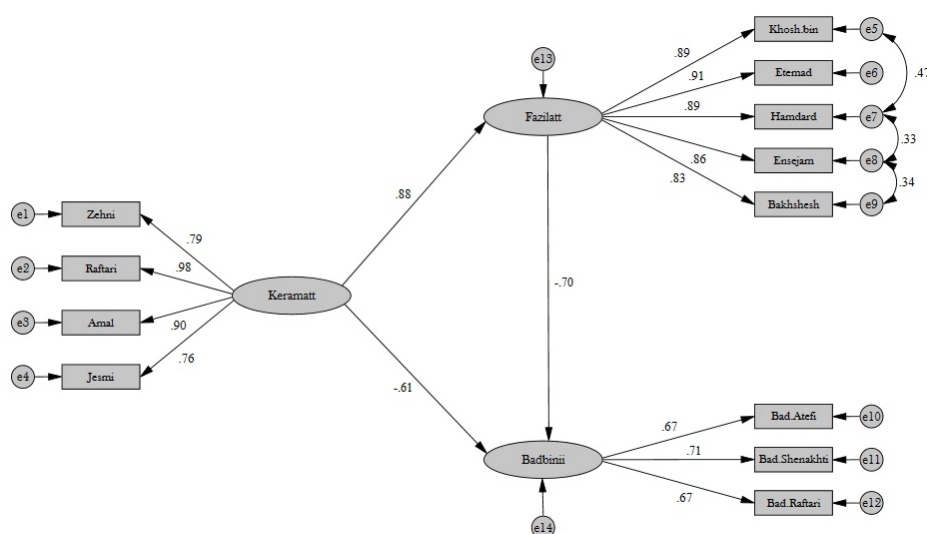 Khosh.bin
e5
.89
.47
e13
Etemad
e6
.91
Fazilatt
Hamdard
e7
.89
.33
Ensejam
e8
.86
.34
.83
Bakhshesh
e9
.88
e1
Zehni
.79
e2
Raftari
.98
Keramatt
-.70
e3
Amal
.90
.76
e4
Jesmi
-.61
Bad.Atefi
e10
.67
Badbinii
.71
Bad.Shenakhti
e11
.67
Bad.Raftari
e12
e14